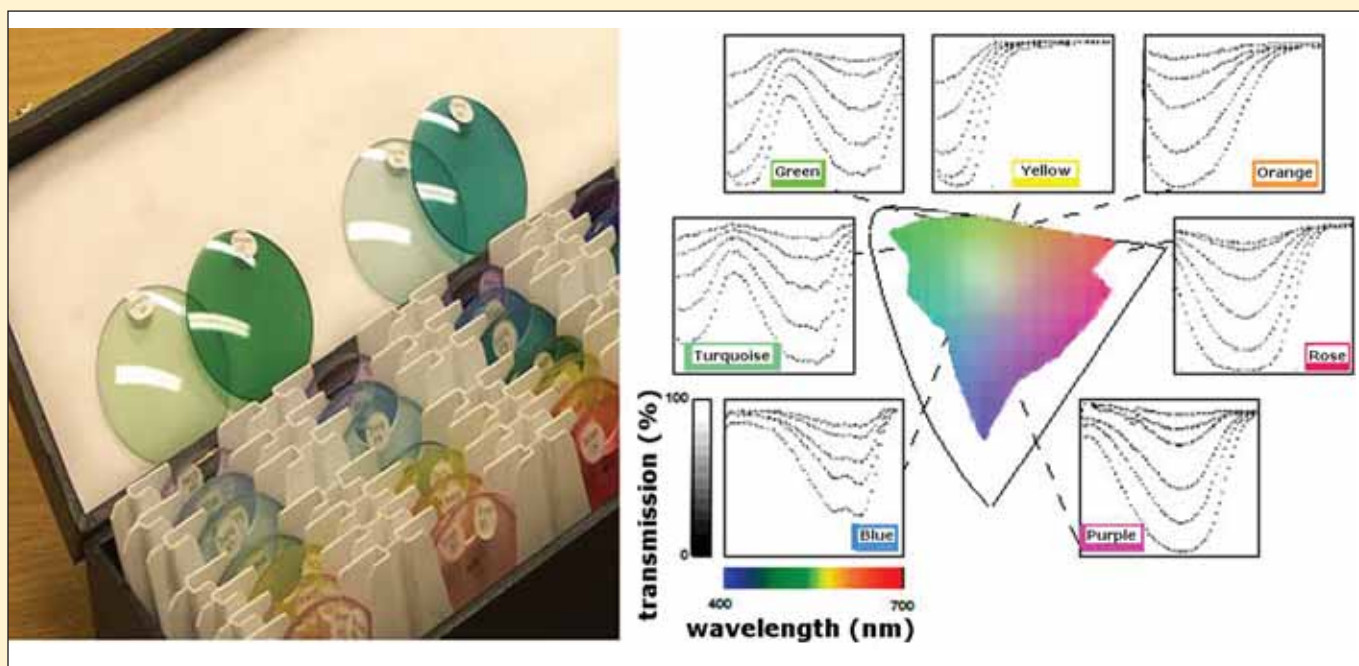 Green
Yellow
Orange
Turquoise
Rose
transmission (%)
100
0
Blue
Purple
400
700
wavelength (nm)